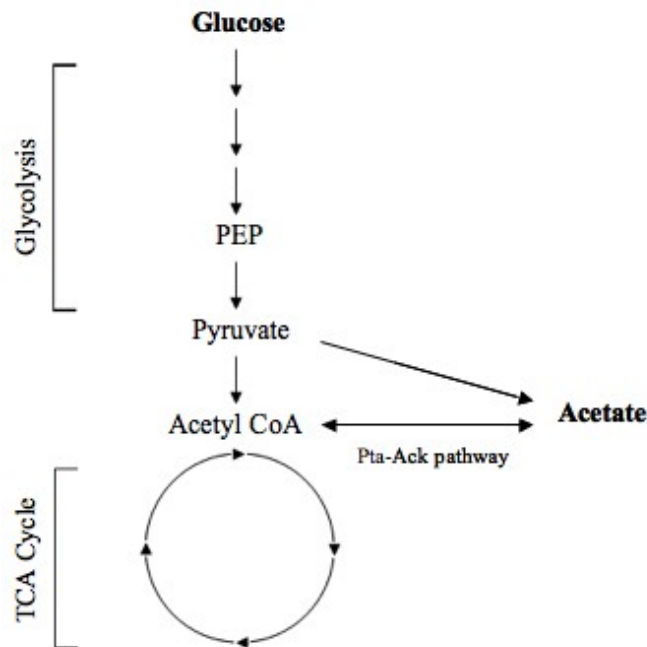 Glucose
Glycolysis
PEP
Pyruvate
Acetate
Acetyl CoA
Pta-Ack pathway
TCA Cycle